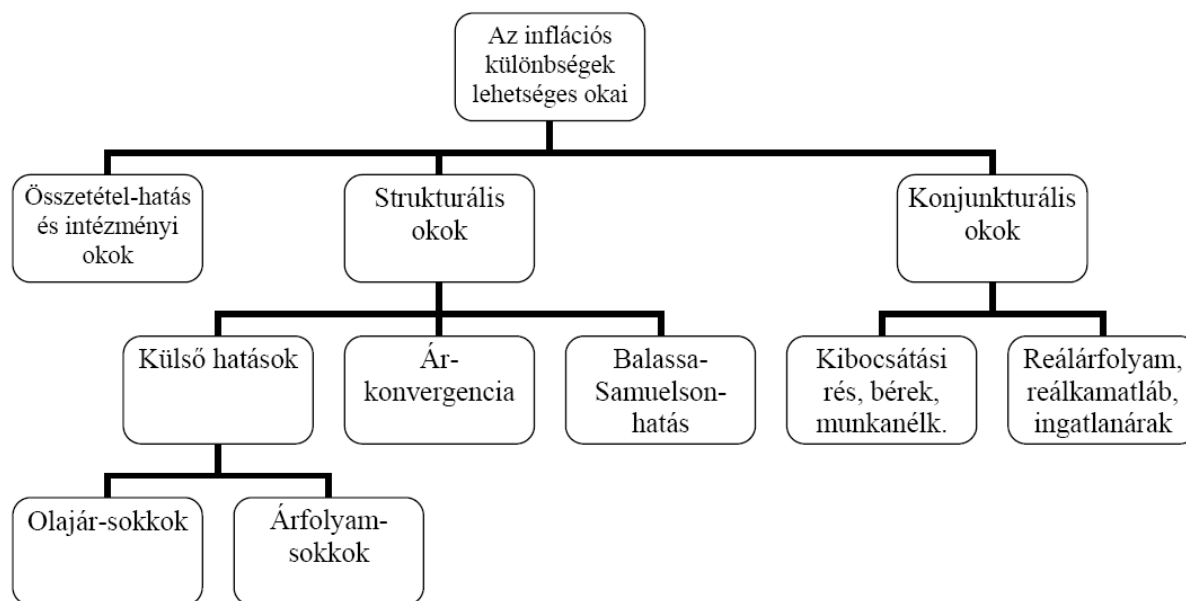 Az inflációs
különbségek
lehetséges okai
Összetétel-hatás
és intézményi
okok
Strukturális
okok
Konjunkturális
okok
Külső hatások
Ár-
konvergencia
Balassa-
Samuelson-
hatás
Kibocsátási
rés, bérek,
munkanélk.
Reálárfolyam,
reálkamatláb,
ingatlanárak
Olajár-sokkok
Árfolyam-
sokkok